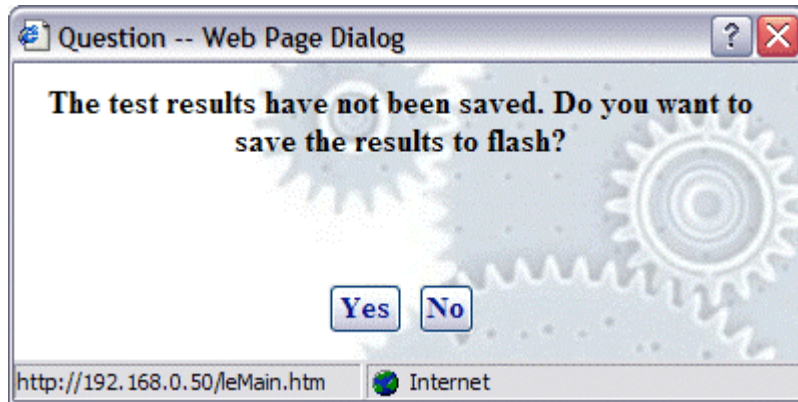 Question -- Web Page Dialog
?
The test results have not been saved. Do you want to
save the results to flash?
Yes No
http://192.168.0.50/leMain.htm Internet